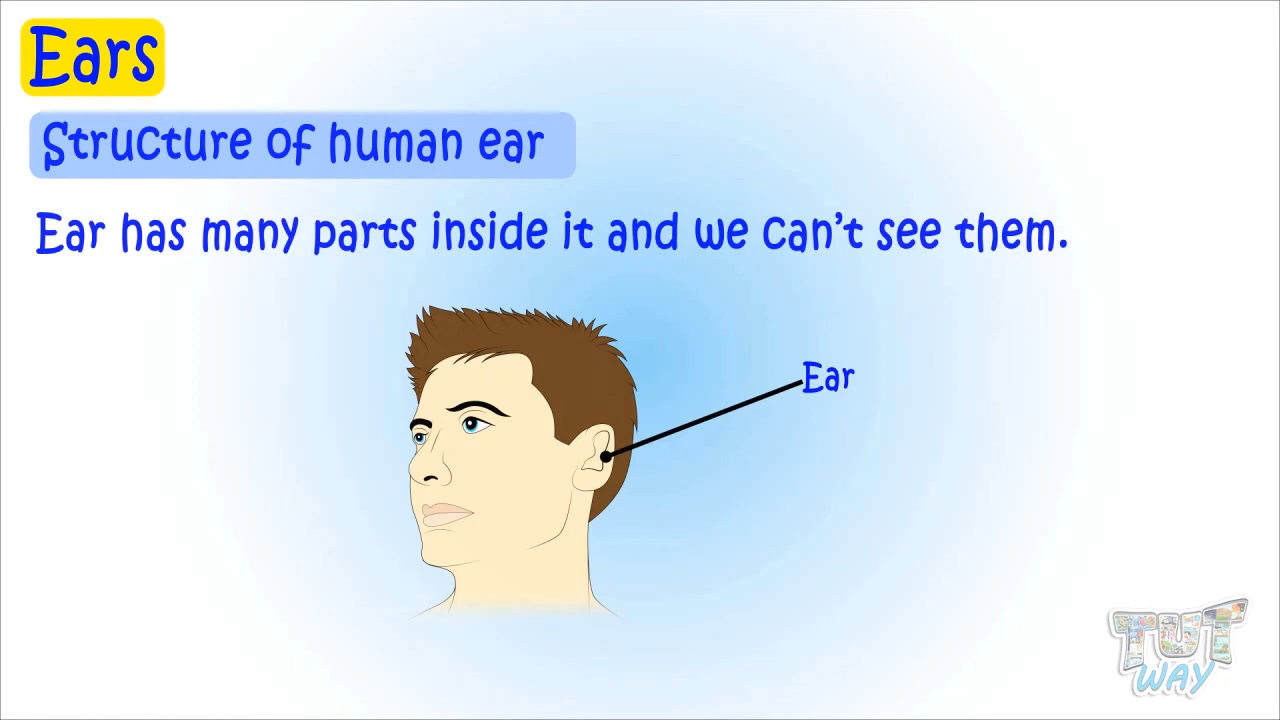 Ears
Structure of human ear
Ear has many parts inside it and we can't see them.
Ear
TUT
WAY